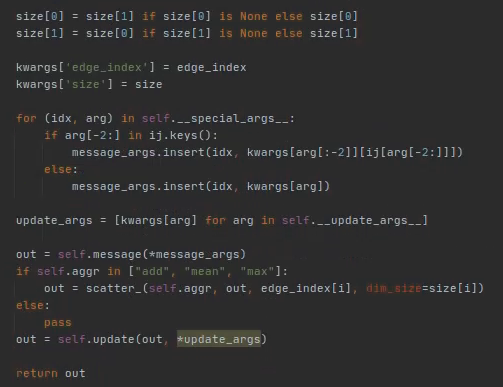 size[0] = size[1] if size[0] is None else size[0]
size[1] = size[0] if size[1] is None else size[1]
kwargs['edge_index'] = edge_index
kwargs['size'] = size
for (idx, arg) in self.__special_args__:
if arg[-2:] in ij.keys():
message_args.insert(idx, kwargs[arg[:-2]][ij[arg[-2:]]])
else:
message_args.insert(idx, kwargs[arg])
update_args = [kwargs[arg] for arg in self.__update_args__]
out = self.message(*message_args)
if self.aggr in ["add", "mean", "max"]:
out = scatter_(self.aggr, out, edge_index[i], dim_size=size[i])
else:
pass
out = self.update(out, *update_args)
return out